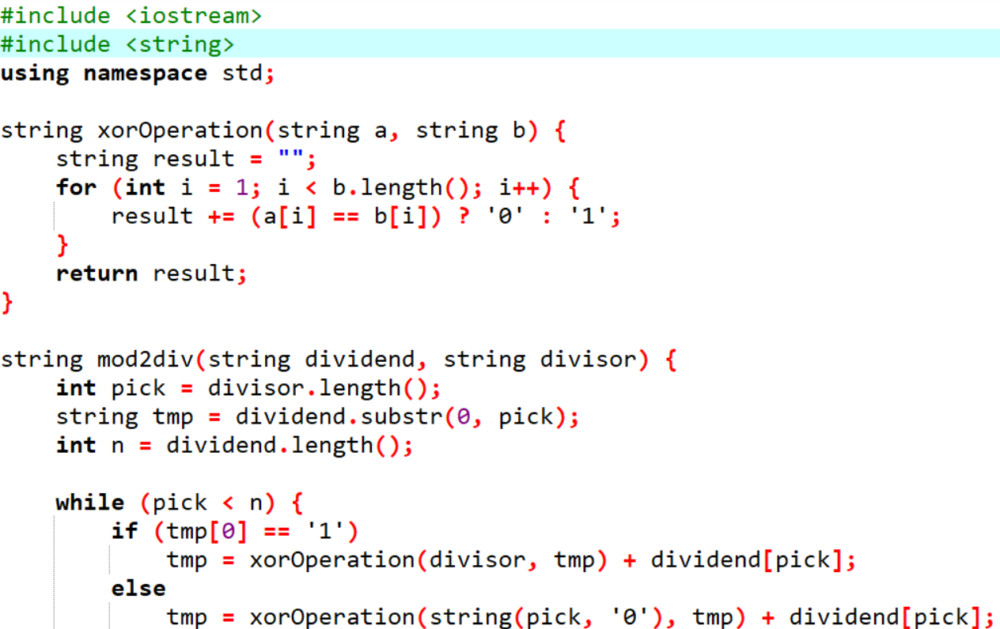 #include <iostream>
#include <string>
using namespace std;

string xorOperation(string a, string b) {
    string result = "";
    for (int i = 1; i < b.length(); i++) {
        result += (a[i] == b[i]) ? '0' : '1';
    }
    return result;
}

string mod2div(string dividend, string divisor) {
    int pick = divisor.length();
    string tmp = dividend.substr(0, pick);
    int n = dividend.length();

    while (pick < n) {
        if (tmp[0] == '1')
            tmp = xorOperation(divisor, tmp) + dividend[pick];
        else
            tmp = xorOperation(string(pick, '0'), tmp) + dividend[pick];